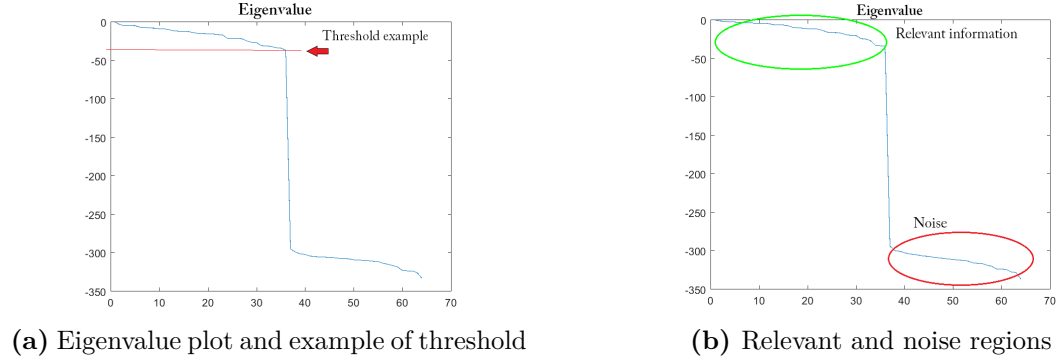 Eigenvalue
Threshold example
0
-50
-100
-150
-200
-250
-300
-350
0 10 20 30 40 50 60 70
(a) Eigenvalue plot and example of threshold
Eigenvalue
Relevant information
Noise
0
-50
-100
-150
-200
-250
-300
-350
0 10 20 30 40 50 60 70
(b) Relevant and noise regions